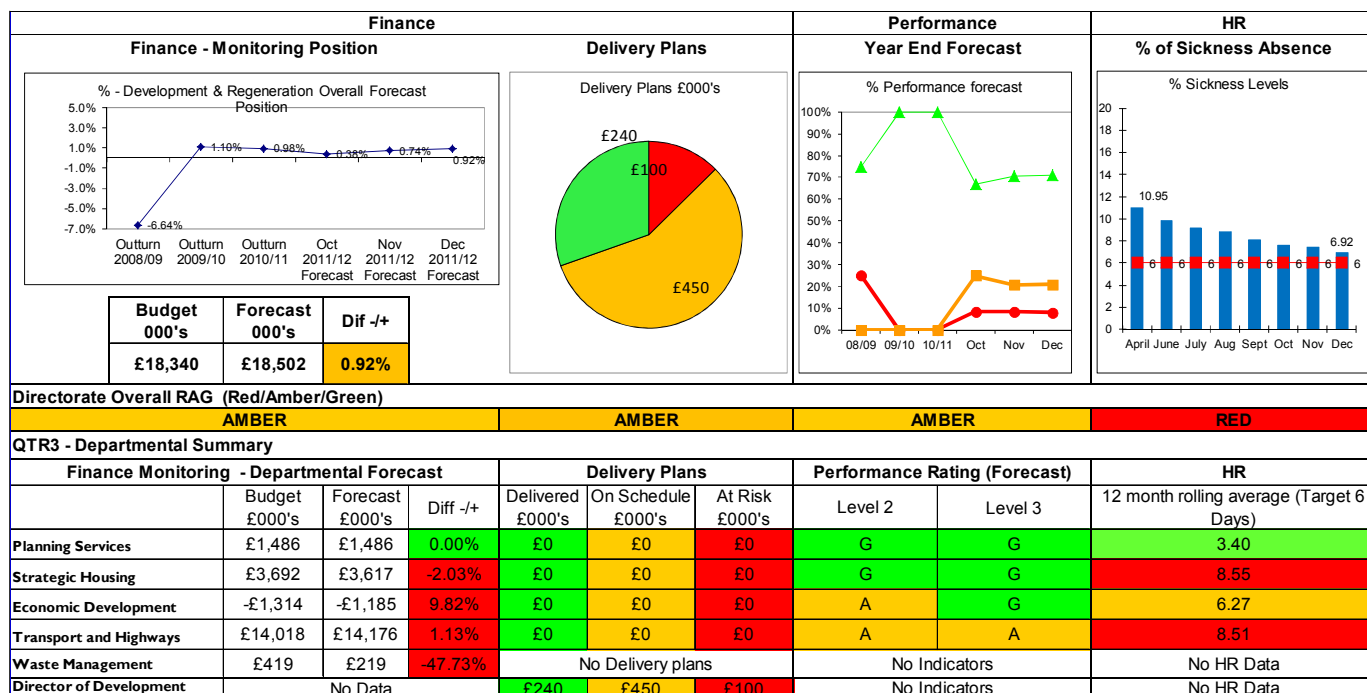 Finance Performance HR
Finance - Monitoring Position Delivery Plans Year End Forecast % of Sickness Absence
% - Development & Regeneration Overall Forecast
Position
5.0%
3.0%
1.0%
-1.0%
-3.0%
-5.0%
-7.0%
-6.64% 1.10% 0.98% 0.38% 0.74% 0.92%
Outturn Outturn Outturn Oct Nov Dec
2008/09 2009/10 2010/11 2011/12 2011/12 2011/12
Forecast Forecast Forecast
Budget Forecast Dif -/+
000's 000's
£18,340 £18,502 0.92%
Delivery Plans £000's
£240
£100
£450
% Performance forecast
100%
90%
80%
70%
60%
50%
40%
30%
20%
10%
0%
08/09 09/10 10/11 Oct Nov Dec
% Sickness Levels
20
18
16
14
12
10
8
6
4
2
0
10.95
6.92
6 6 6 6 6 6 6 6
April June July Aug Sept Oct Nov Dec
Directorate Overall RAG (Red/Amber/Green)
AMBER AMBER AMBER RED
QTR3 - Departmental Summary
Finance Monitoring - Departmental Forecast Delivery Plans Performance Rating (Forecast) HR
Budget Forecast Diff -/+ Delivered On Schedule At Risk Level 2 Level 3 12 month rolling average (Target 6
£000's £000's £000's £000's £000's Days)
Planning Services £1,486 £1,486 0.00% £0 £0 £0 G G 3.40
Strategic Housing £3,692 £3,617 -2.03% £0 £0 £0 G G 8.55
Economic Development -£1,314 -£1,185 9.82% £0 £0 £0 A G 6.27
Transport and Highways £14,018 £14,176 1.13% £0 £0 £0 A A 8.51
Waste Management £419 £219 -47.73% No Delivery plans No Indicators No HR Data
Director of Development No Data £240 £450 £100 No Indicators No HR Data